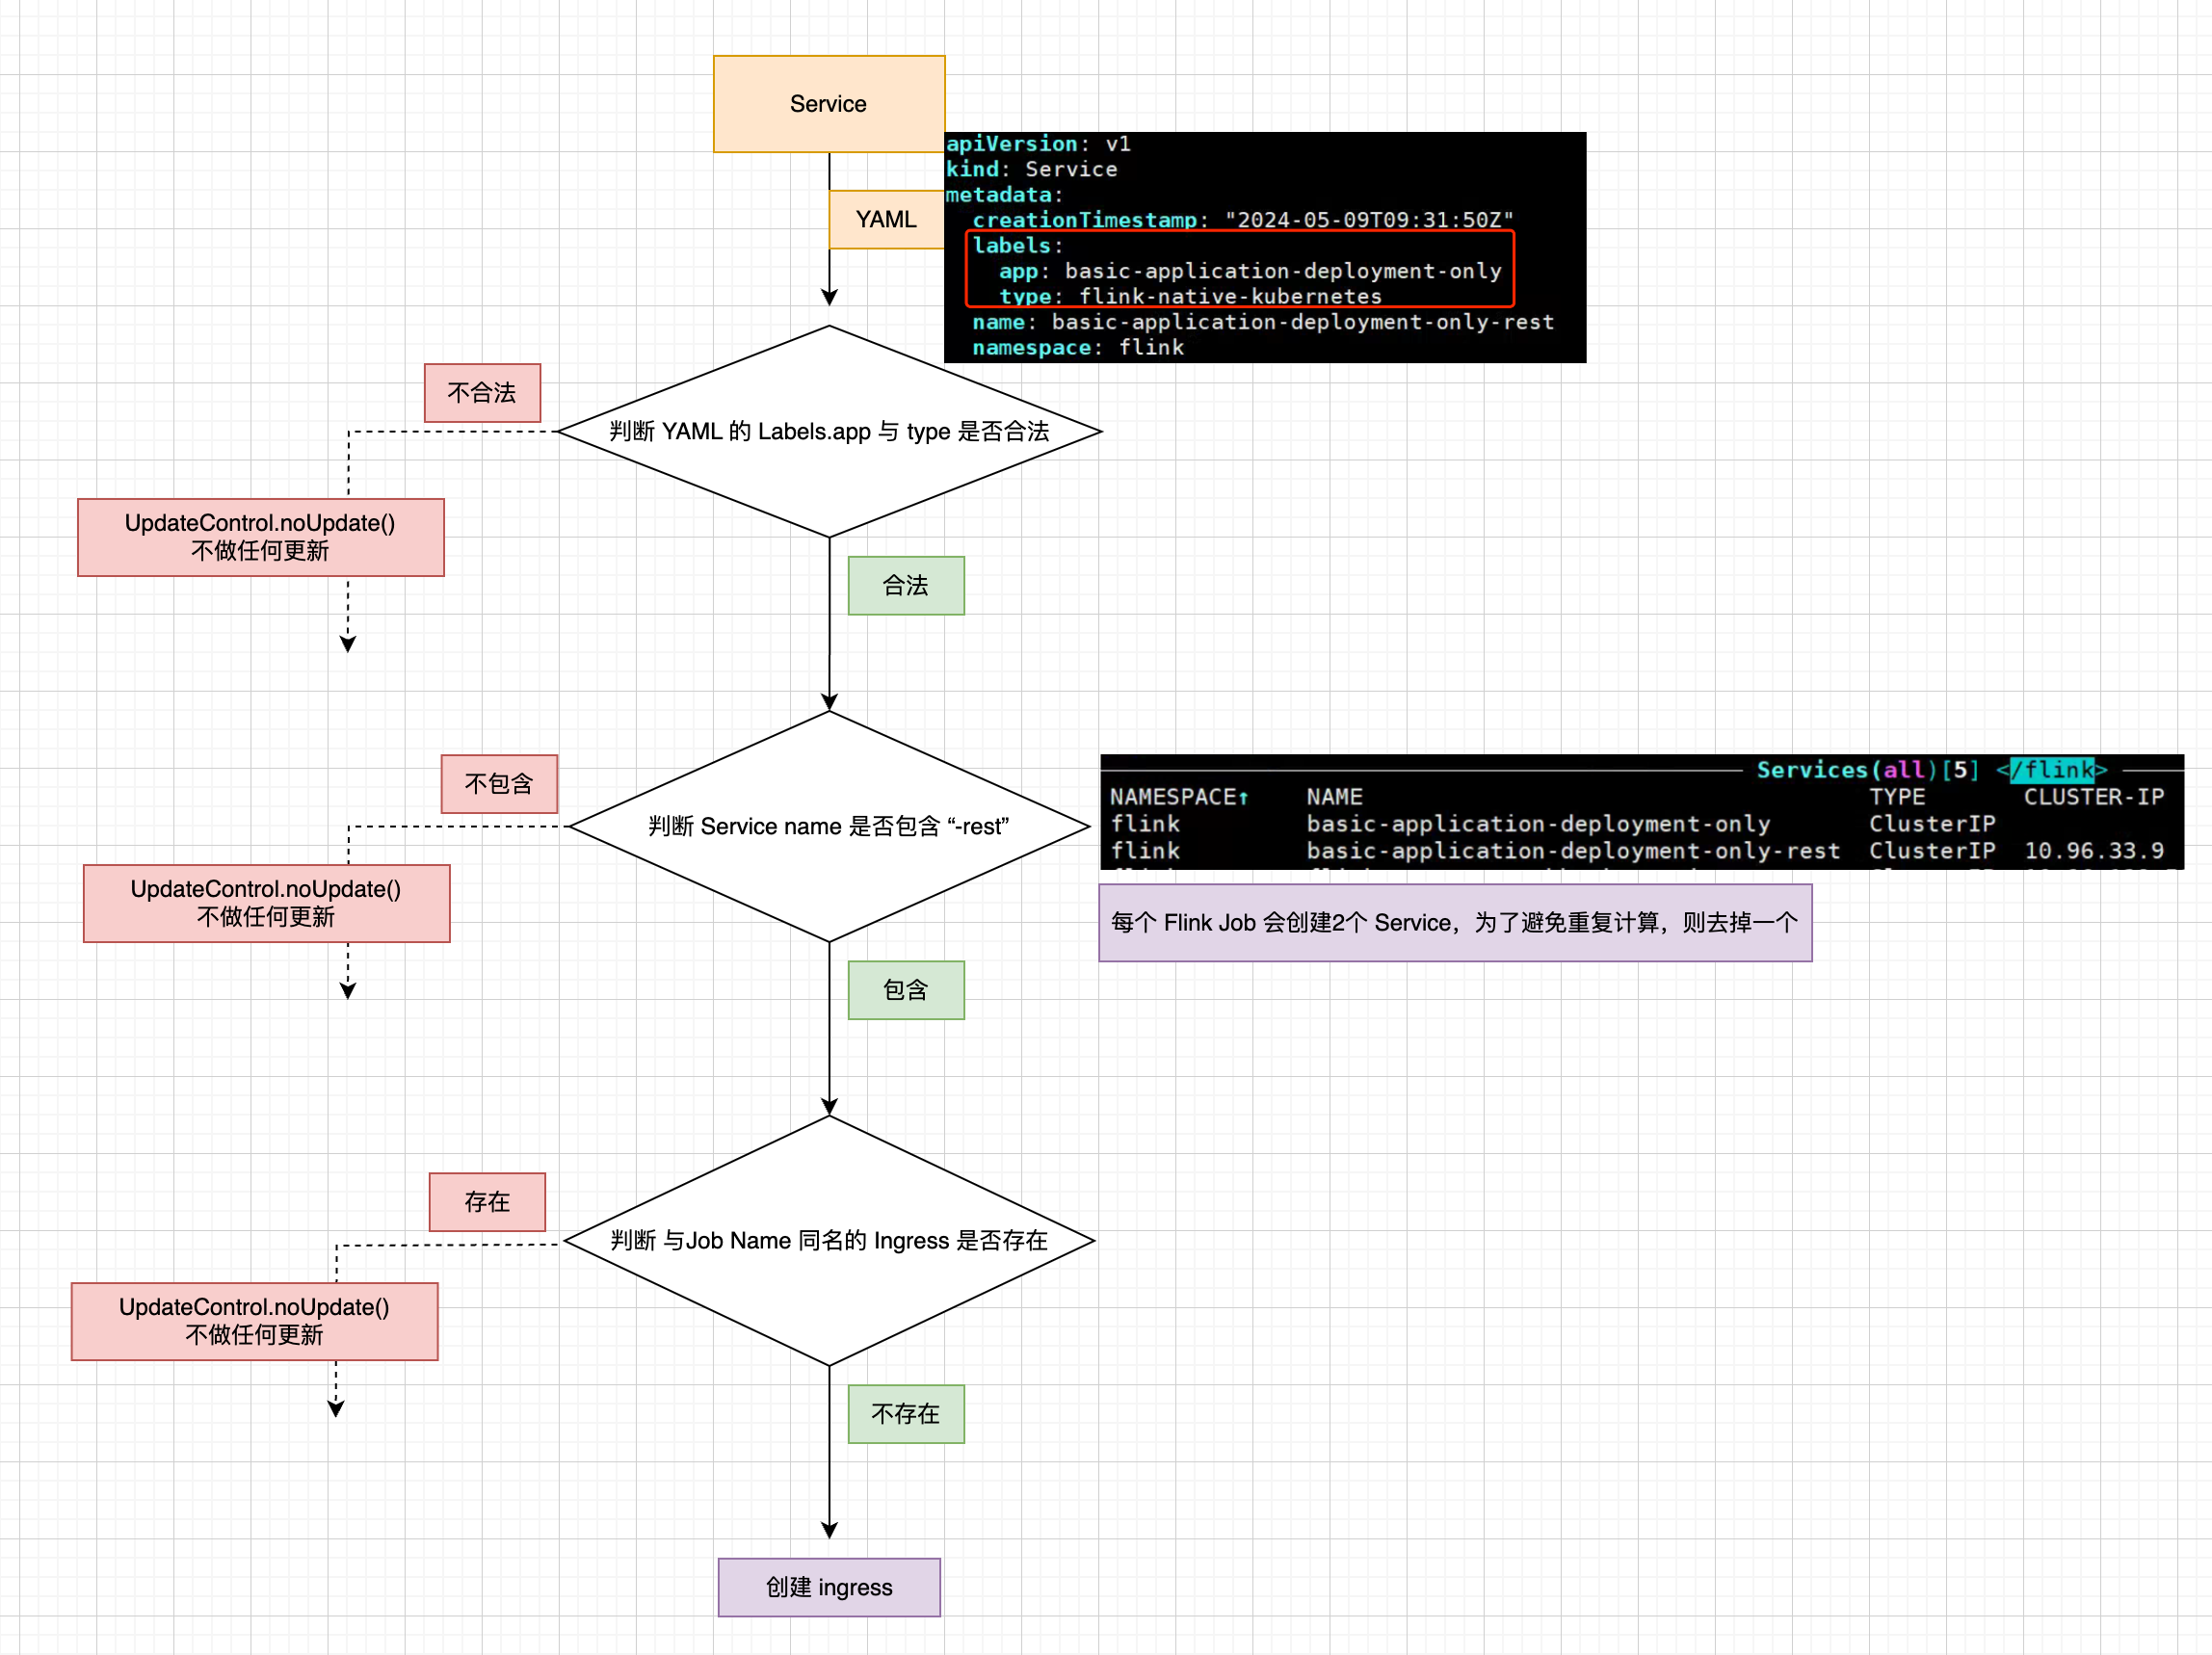 Service
YAML
apiVersion: v1
kind: Service
metadata:
creationTimestamp: "2024-05-09T09:31:50Z"
labels:
app: basic-application-deployment-only
type: flink-native-kubernetes
name: basic-application-deployment-only-rest
namespace: flink
不合法
判断 YAML 的 Labels.app 与 type 是否合法
UpdateControl.noUpdate()
不做任何更新
合法
不包含
判断 Service name 是否包含 “-rest”
Services(all)[5] </flink>
NAMESPACE↑ NAME TYPE CLUSTER-IP
flink basic-application-deployment-only ClusterIP
flink basic-application-deployment-only-rest ClusterIP 10.96.33.9
UpdateControl.noUpdate()
不做任何更新
每个 Flink Job 会创建2个 Service，为了避免重复计算，则去掉一个
包含
存在
判断 与Job Name 同名的 Ingress 是否存在
UpdateControl.noUpdate()
不做任何更新
不存在
创建 ingress